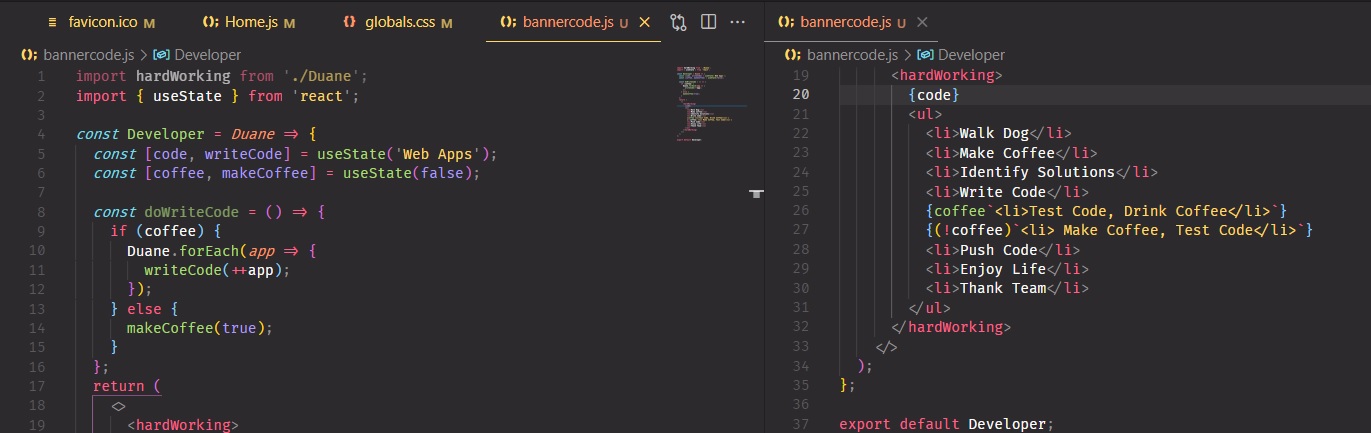 favicon.ico M   Home.js M   globals.css M   bannercode.js U   bannercode.js U
bannercode.js > Developer
1 import hardWorking from './Duane';
2 import { useState } from 'react';
3
4 const Developer = Duane => {
5   const [code, writeCode] = useState('Web Apps');
6   const [coffee, makeCoffee] = useState(false);
7
8   const doWriteCode = () => {
9     if (coffee) {
10       Duane.forEach(app => {
11         writeCode(++app);
12       });
13     } else {
14       makeCoffee(true);
15     }
16   };
17   return (
18     <>
19       <hardWorking>
bannercode.js > Developer
19       <hardWorking>
20         {code}
21         <ul>
22           <li>Walk Dog</li>
23           <li>Make Coffee</li>
24           <li>Identify Solutions</li>
25           <li>Write Code</li>
26           {coffee`<li>Test Code, Drink Coffee</li>`}
27           {(!coffee)`<li> Make Coffee, Test Code</li>`}
28           <li>Push Code</li>
29           <li>Enjoy Life</li>
30           <li>Thank Team</li>
31         </ul>
32       </hardWorking>
33     </>
34   );
35 };
36
37 export default Developer;